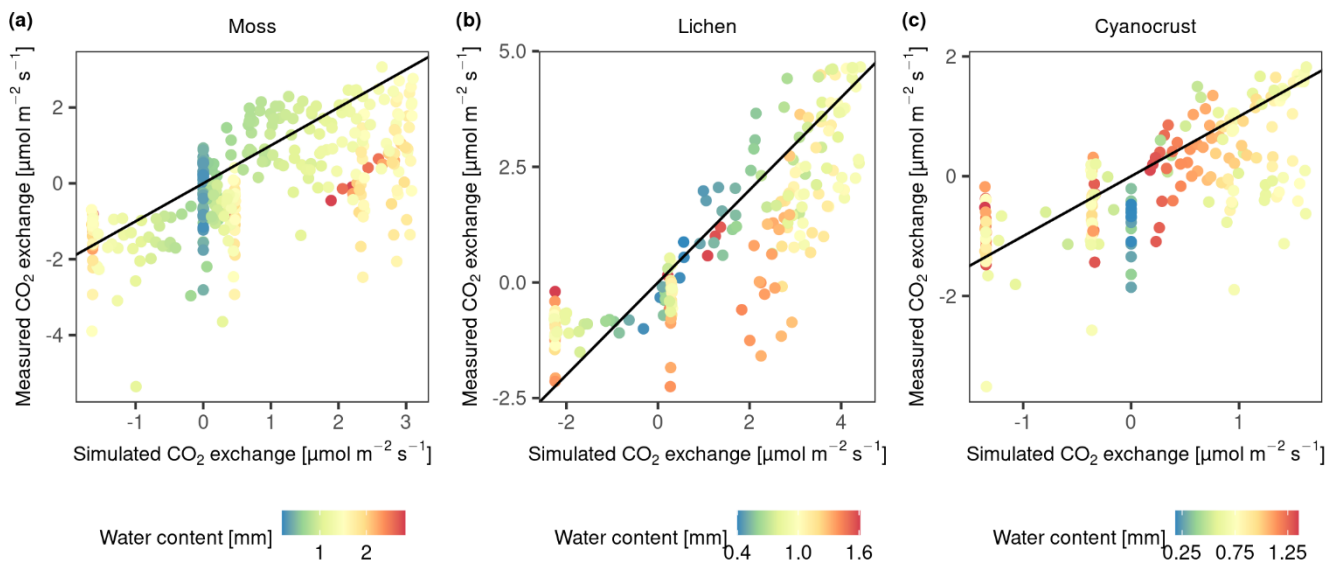 (a)
Moss
Measured CO₂ exchange [µmol m⁻² s⁻¹]
2
0
-2
-4
-1
0
1
2
3
Simulated CO₂ exchange [µmol m⁻² s⁻¹]
Water content [mm]
1
2
(b)
Lichen
Measured CO₂ exchange [µmol m⁻² s⁻¹]
5.0
2.5
0.0
-2.5
-2
0
2
4
Simulated CO₂ exchange [µmol m⁻² s⁻¹]
Water content [mm]
0.4
1.0
1.6
(c)
Cyanocrust
Measured CO₂ exchange [µmol m⁻² s⁻¹]
2
0
-2
-1
0
1
Simulated CO₂ exchange [µmol m⁻² s⁻¹]
Water content [mm]
0.25
0.75
1.25